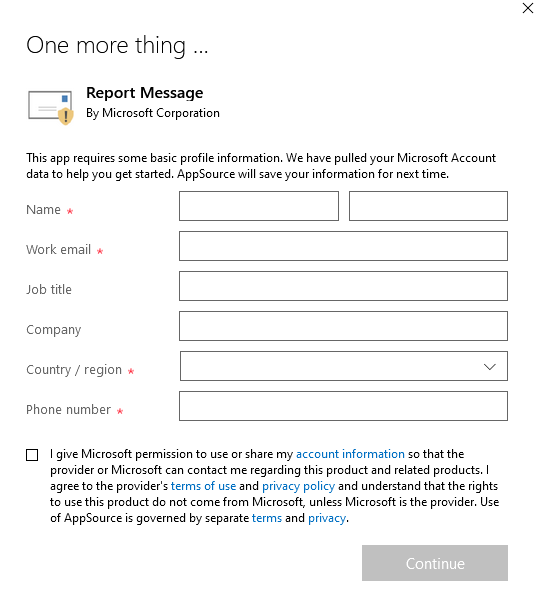 One more thing ...
Report Message
By Microsoft Corporation
This app requires some basic profile information. We have pulled your Microsoft Account
data to help you get started. AppSource will save your information for next time.
Name *
Work email *
Job title
Company
Country / region *
Phone number *
I give Microsoft permission to use or share my account information so that the
provider or Microsoft can contact me regarding this product and related products. I
agree to the provider's terms of use and privacy policy and understand that the rights
to use this product do not come from Microsoft, unless Microsoft is the provider. Use
of AppSource is governed by separate terms and privacy.
Continue